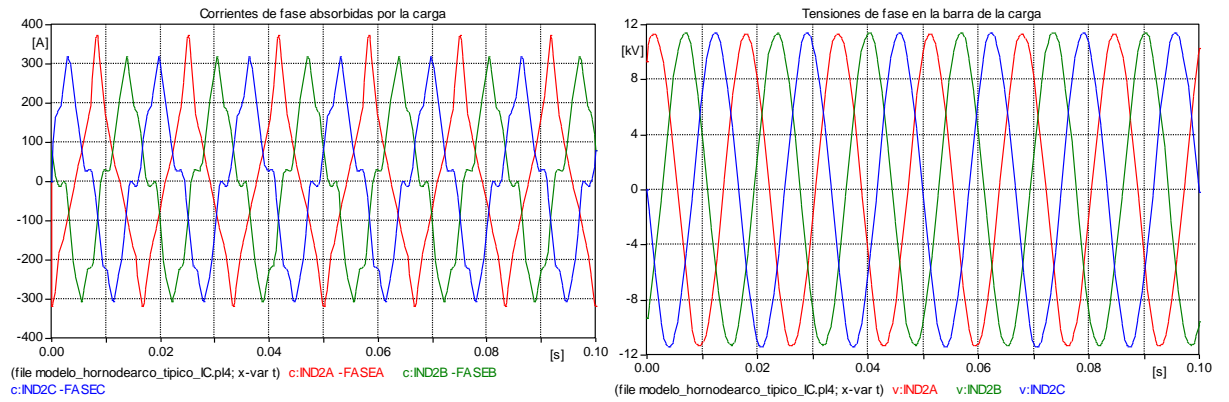 Corrientes de fase absorbidas por la carga
400
[A]
300
200
100
0
-100
-200
-300
-400
0.00 0.02 0.04 0.06 0.08 [s] 0.10
(file modelo_hornodearco_tipico_IC.pl4; x-var t) c:IND2A -FASEA c:IND2B -FASEB
c:IND2C -FASEC
Tensiones de fase en la barra de la carga
12
[kV]
8
4
0
-4
-8
-12
0.00 0.02 0.04 0.06 0.08 [s] 0.10
(file modelo_hornodearco_tipico_IC.pl4; x-var t) v:IND2A v:IND2B v:IND2C